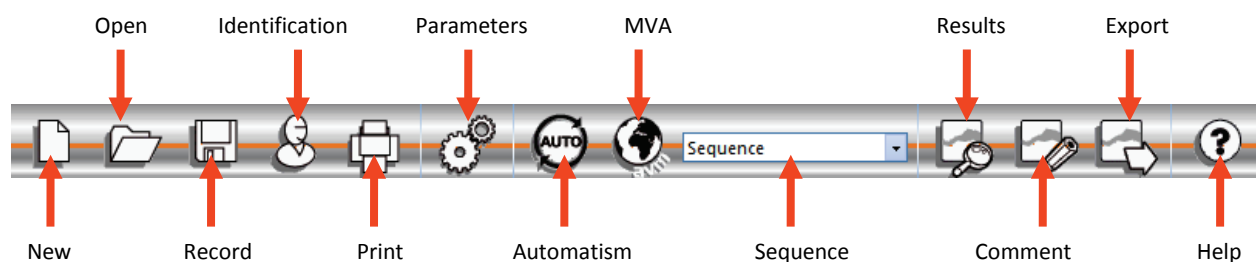 Open Identification Parameters MVA Results Export
AUTO
Sequence
?
New Record Print Automatism Sequence Comment Help